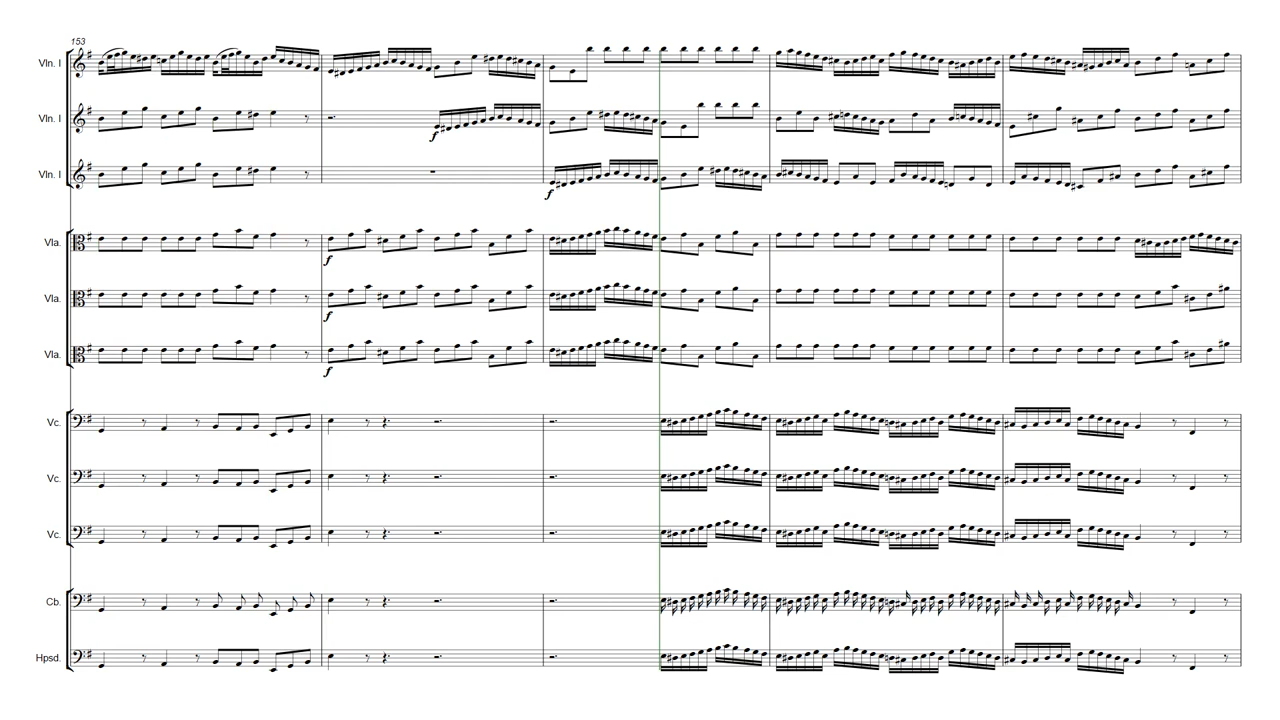 153
Vln. I
Vln. I
f
Vln. I
f
Vla.
f
Vla.
f
Vla.
f
Vc.
Vc.
Vc.
Cb.
Hpsd.